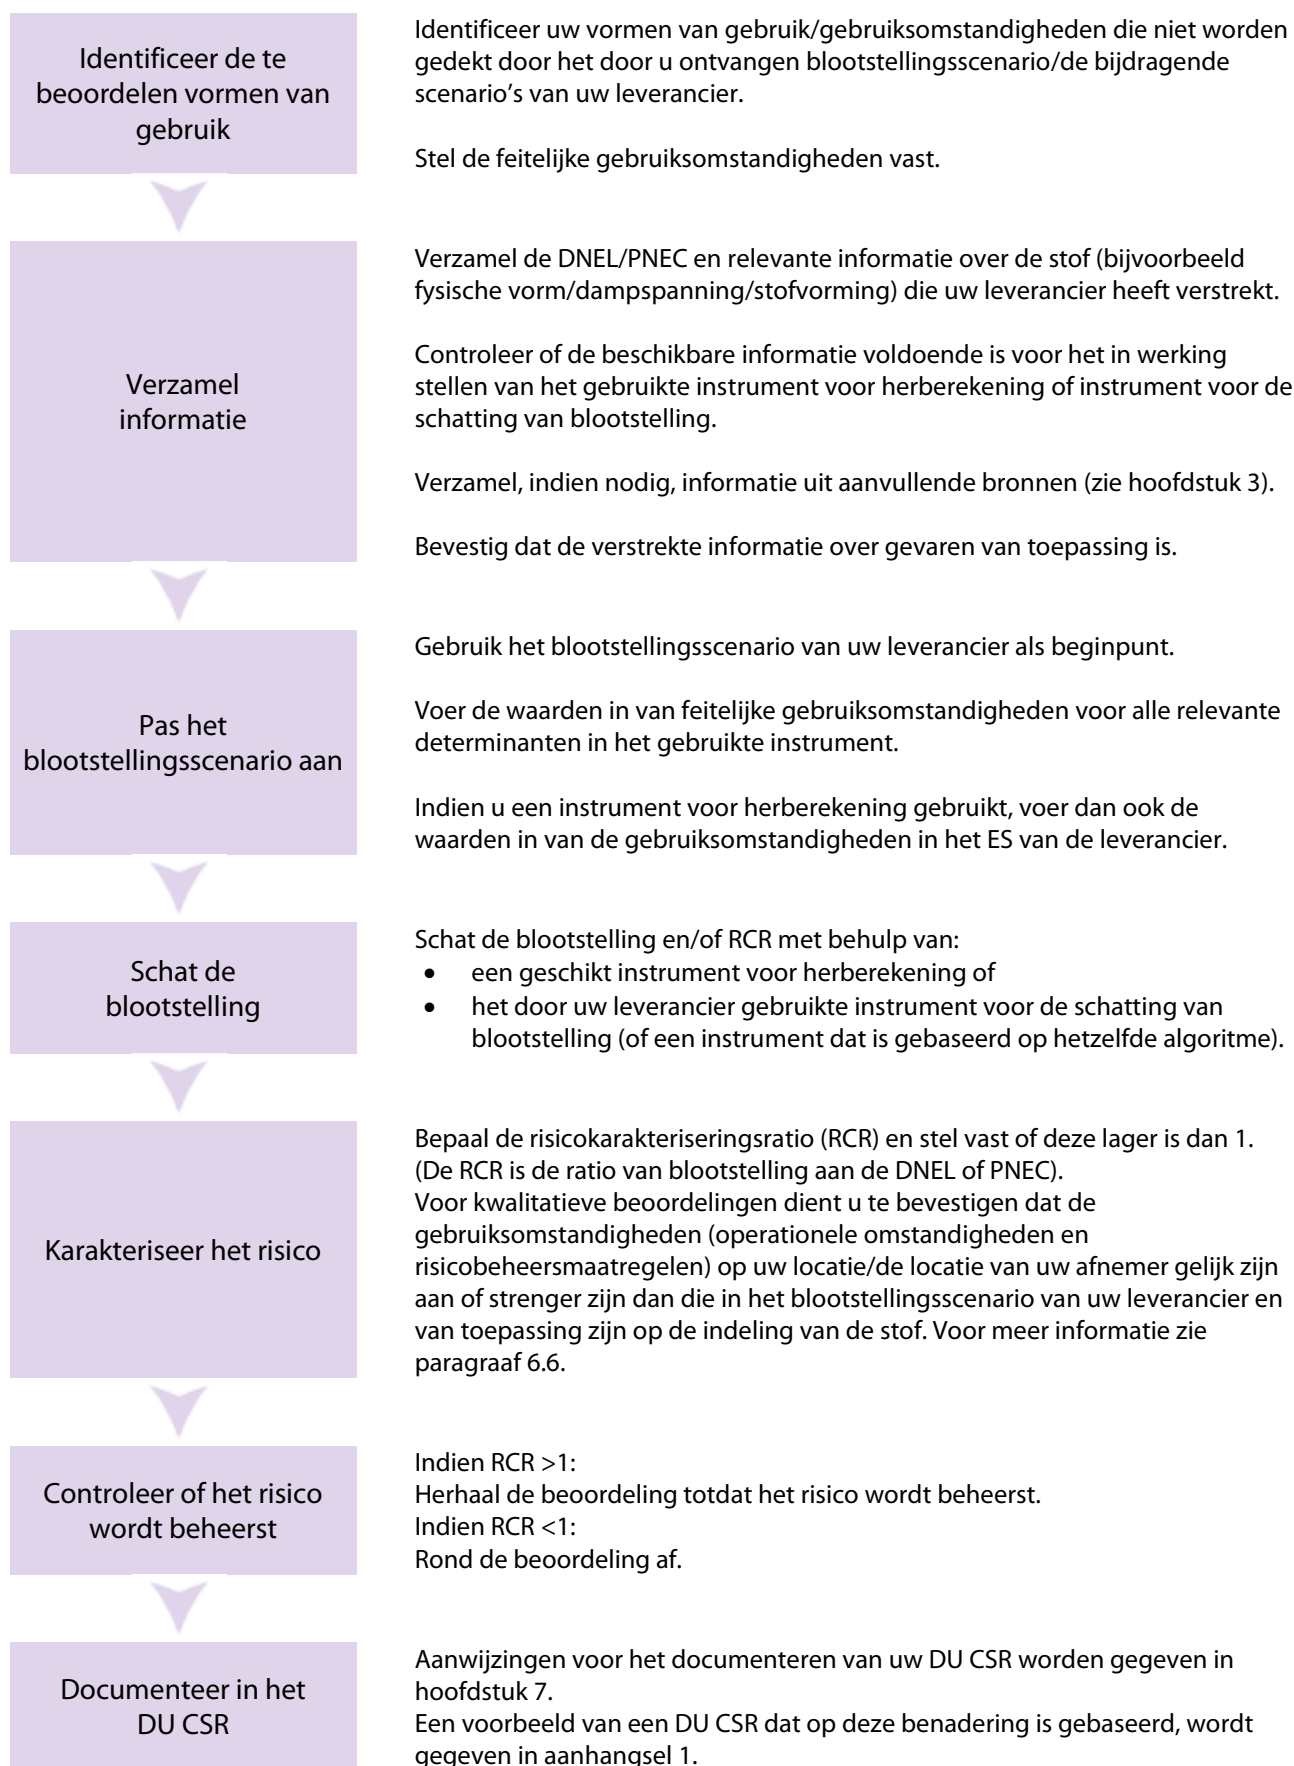 Identificeer de te
beoordelen vormen van
gebruik
Identificeer uw vormen van gebruik/gebruiksomstandigheden die niet worden
gedekt door het door u ontvangen blootstellingsscenario/de bijdragende
scenario's van uw leverancier.
Stel de feitelijke gebruiksomstandigheden vast.
Verzamel
informatie
Verzamel de DNEL/PNEC en relevante informatie over de stof (bijvoorbeeld
fysische vorm/dampspanning/stofvorming) die uw leverancier heeft verstrekt.
Controleer of de beschikbare informatie voldoende is voor het in werking
stellen van het gebruikte instrument voor herberekening of instrument voor de
schatting van blootstelling.
Verzamel, indien nodig, informatie uit aanvullende bronnen (zie hoofdstuk 3).
Bevestig dat de verstrekte informatie over gevaren van toepassing is.
Pas het
blootstellingsscenario aan
Gebruik het blootstellingsscenario van uw leverancier als beginpunt.
Voer de waarden in van feitelijke gebruiksomstandigheden voor alle relevante
determinanten in het gebruikte instrument.
Indien u een instrument voor herberekening gebruikt, voer dan ook de
waarden in van de gebruiksomstandigheden in het ES van de leverancier.
Schat de
blootstelling
Schat de blootstelling en/of RCR met behulp van:
• een geschikt instrument voor herberekening of
• het door uw leverancier gebruikte instrument voor de schatting van
blootstelling (of een instrument dat is gebaseerd op hetzelfde algoritme).
Karakteriseer het risico
Bepaal de risicokarakteriseringsratio (RCR) en stel vast of deze lager is dan 1.
(De RCR is de ratio van blootstelling aan de DNEL of PNEC).
Voor kwalitatieve beoordelingen dient u te bevestigen dat de
gebruiksomstandigheden (operationele omstandigheden en
risicobeheersmaatregelen) op uw locatie/de locatie van uw afnemer gelijk zijn
aan of strenger zijn dan die in het blootstellingsscenario van uw leverancier en
van toepassing zijn op de indeling van de stof. Voor meer informatie zie
paragraaf 6.6.
Controleer of het risico
wordt beheerst
Indien RCR >1:
Herhaal de beoordeling totdat het risico wordt beheerst.
Indien RCR <1:
Rond de beoordeling af.
Documenteer in het
DU CSR
Aanwijzingen voor het documenteren van uw DU CSR worden gegeven in
hoofdstuk 7.
Een voorbeeld van een DU CSR dat op deze benadering is gebaseerd, wordt
gegeven in aanhangsel 1.